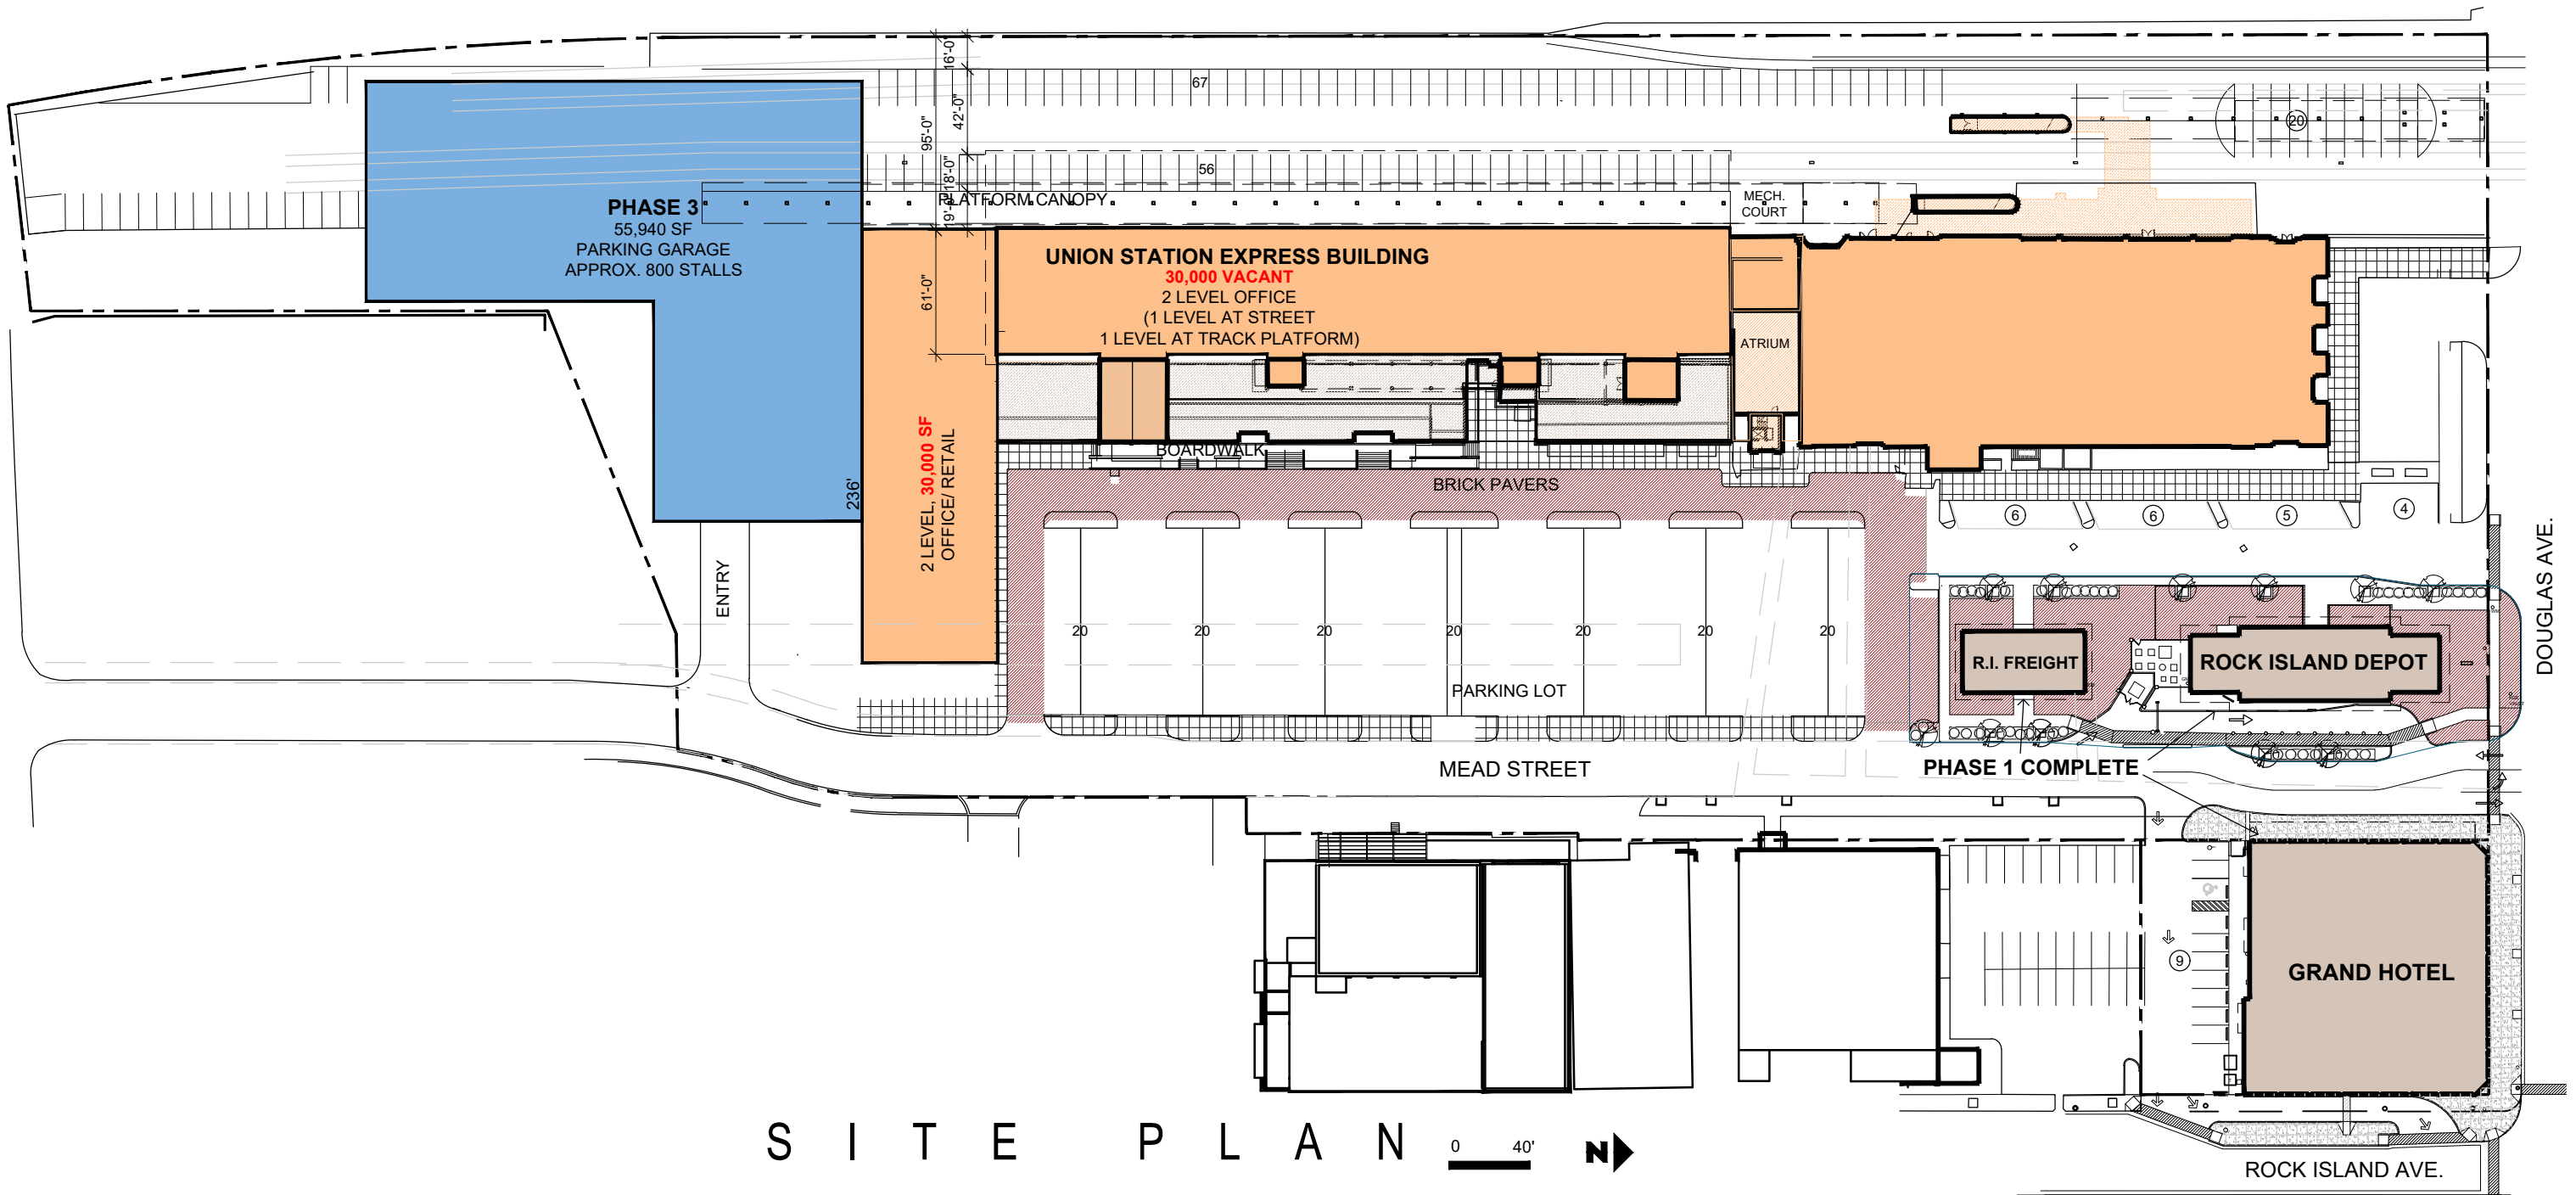 16'-0"
67
42'-0"
95'-0"
20
56
18'-0"
19'-9"
PLATFORM CANOPY
MECH.
COURT
PHASE 3
55,940 SF
PARKING GARAGE
APPROX. 800 STALLS
UNION STATION EXPRESS BUILDING
30,000 VACANT
2 LEVEL OFFICE
(1 LEVEL AT STREET
1 LEVEL AT TRACK PLATFORM)
61'-0"
ATRIUM
2 LEVEL, 30,000 SF
OFFICE/ RETAIL
236'
BOARDWALK
BRICK PAVERS
6
6
5
4
DOUGLAS AVE.
ENTRY
20
20
20
20
20
20
20
PARKING LOT
R.I. FREIGHT
ROCK ISLAND DEPOT
MEAD STREET
PHASE 1 COMPLETE
9
GRAND HOTEL
SITE PLAN
0 40'
N
ROCK ISLAND AVE.